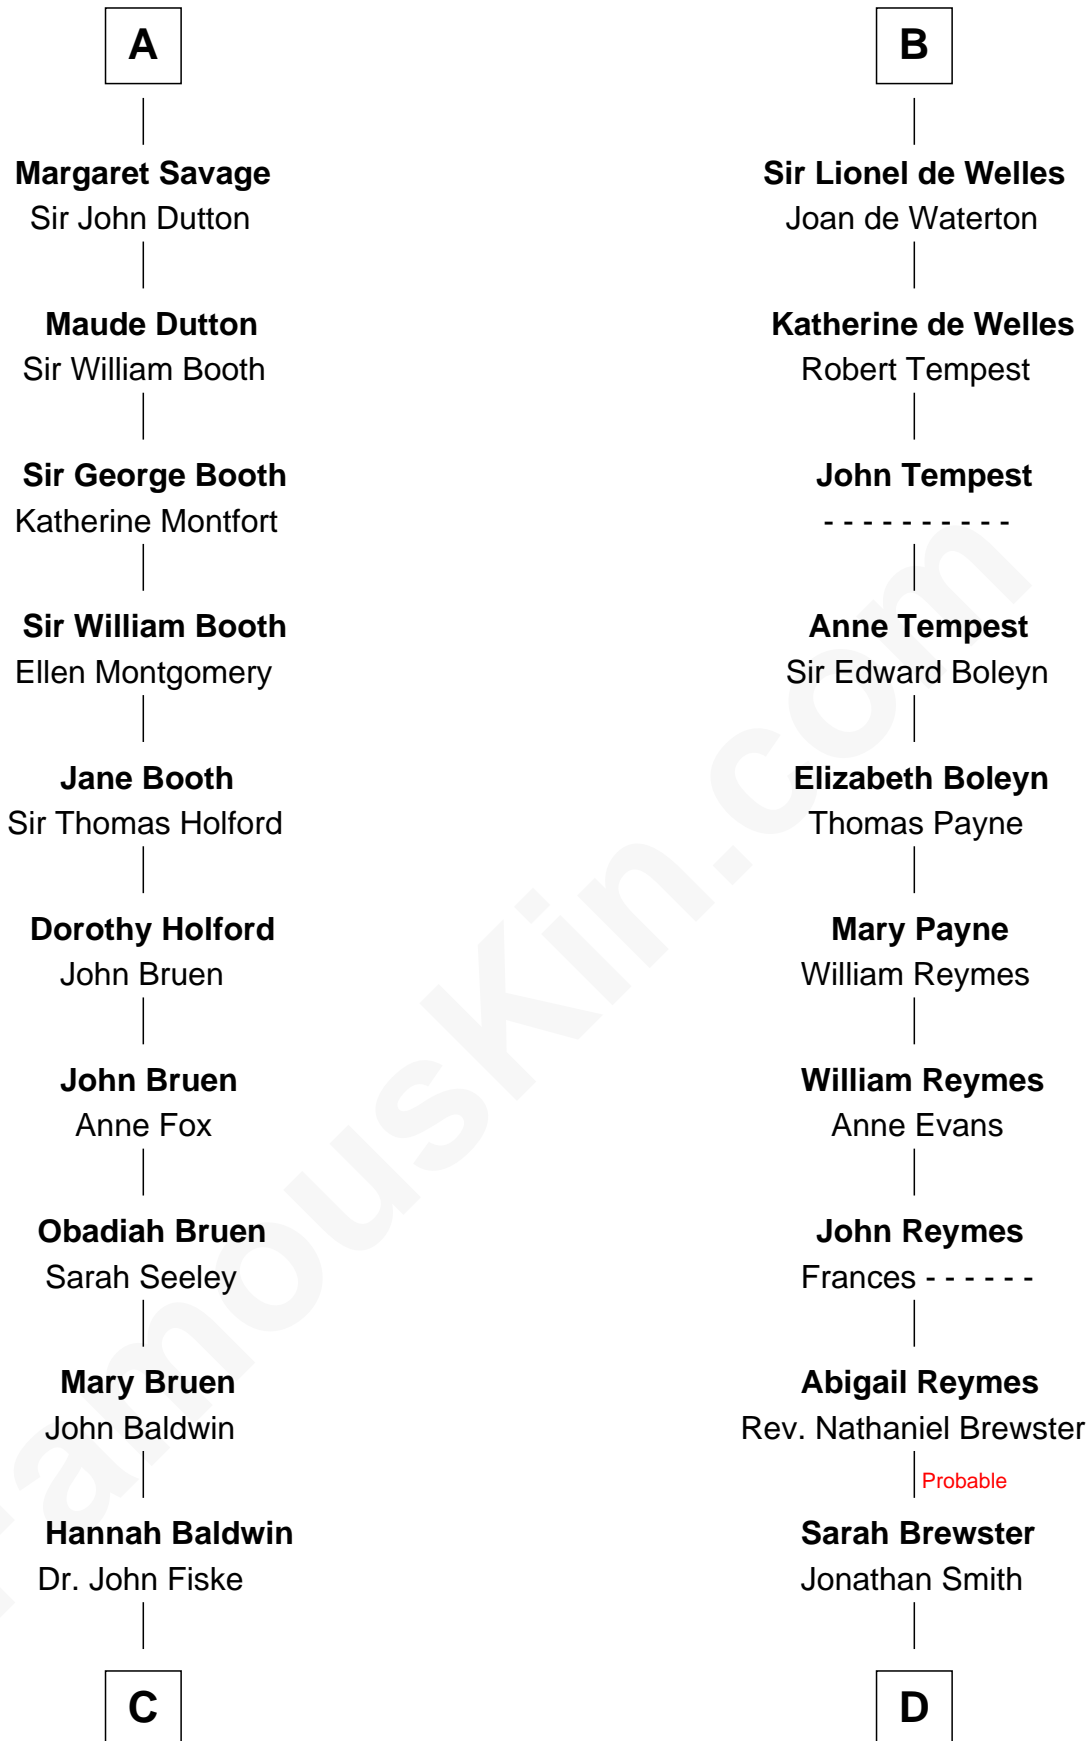 A
Margaret Savage
Sir John Dutton
Maude Dutton
Sir William Booth
Sir George Booth
Katherine Montfort
Sir William Booth
Ellen Montgomery
Jane Booth
Sir Thomas Holford
Dorothy Holford
John Bruen
John Bruen
Anne Fox
Obadiah Bruen
Sarah Seeley
Mary Bruen
John Baldwin
Hannah Baldwin
Dr. John Fiske
C
B
Sir Lionel de Welles
Joan de Waterton
Katherine de Welles
Robert Tempest
John Tempest
- - - - - - - - - -
Anne Tempest
Sir Edward Boleyn
Elizabeth Boleyn
Thomas Payne
Mary Payne
William Reymes
William Reymes
Anne Evans
John Reymes
Frances - - - - - -
Abigail Reymes
Rev. Nathaniel Brewster
Probable
Sarah Brewster
Jonathan Smith
D
FamousKin.com